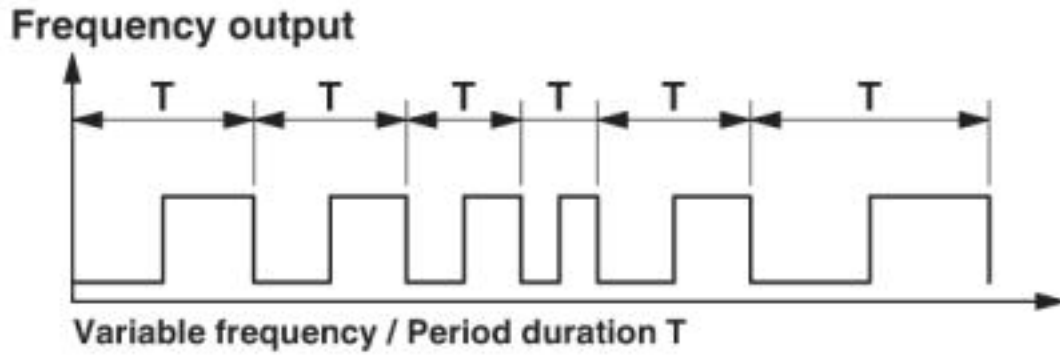 Frequency output
T T T T T T
Variable frequency / Period duration T